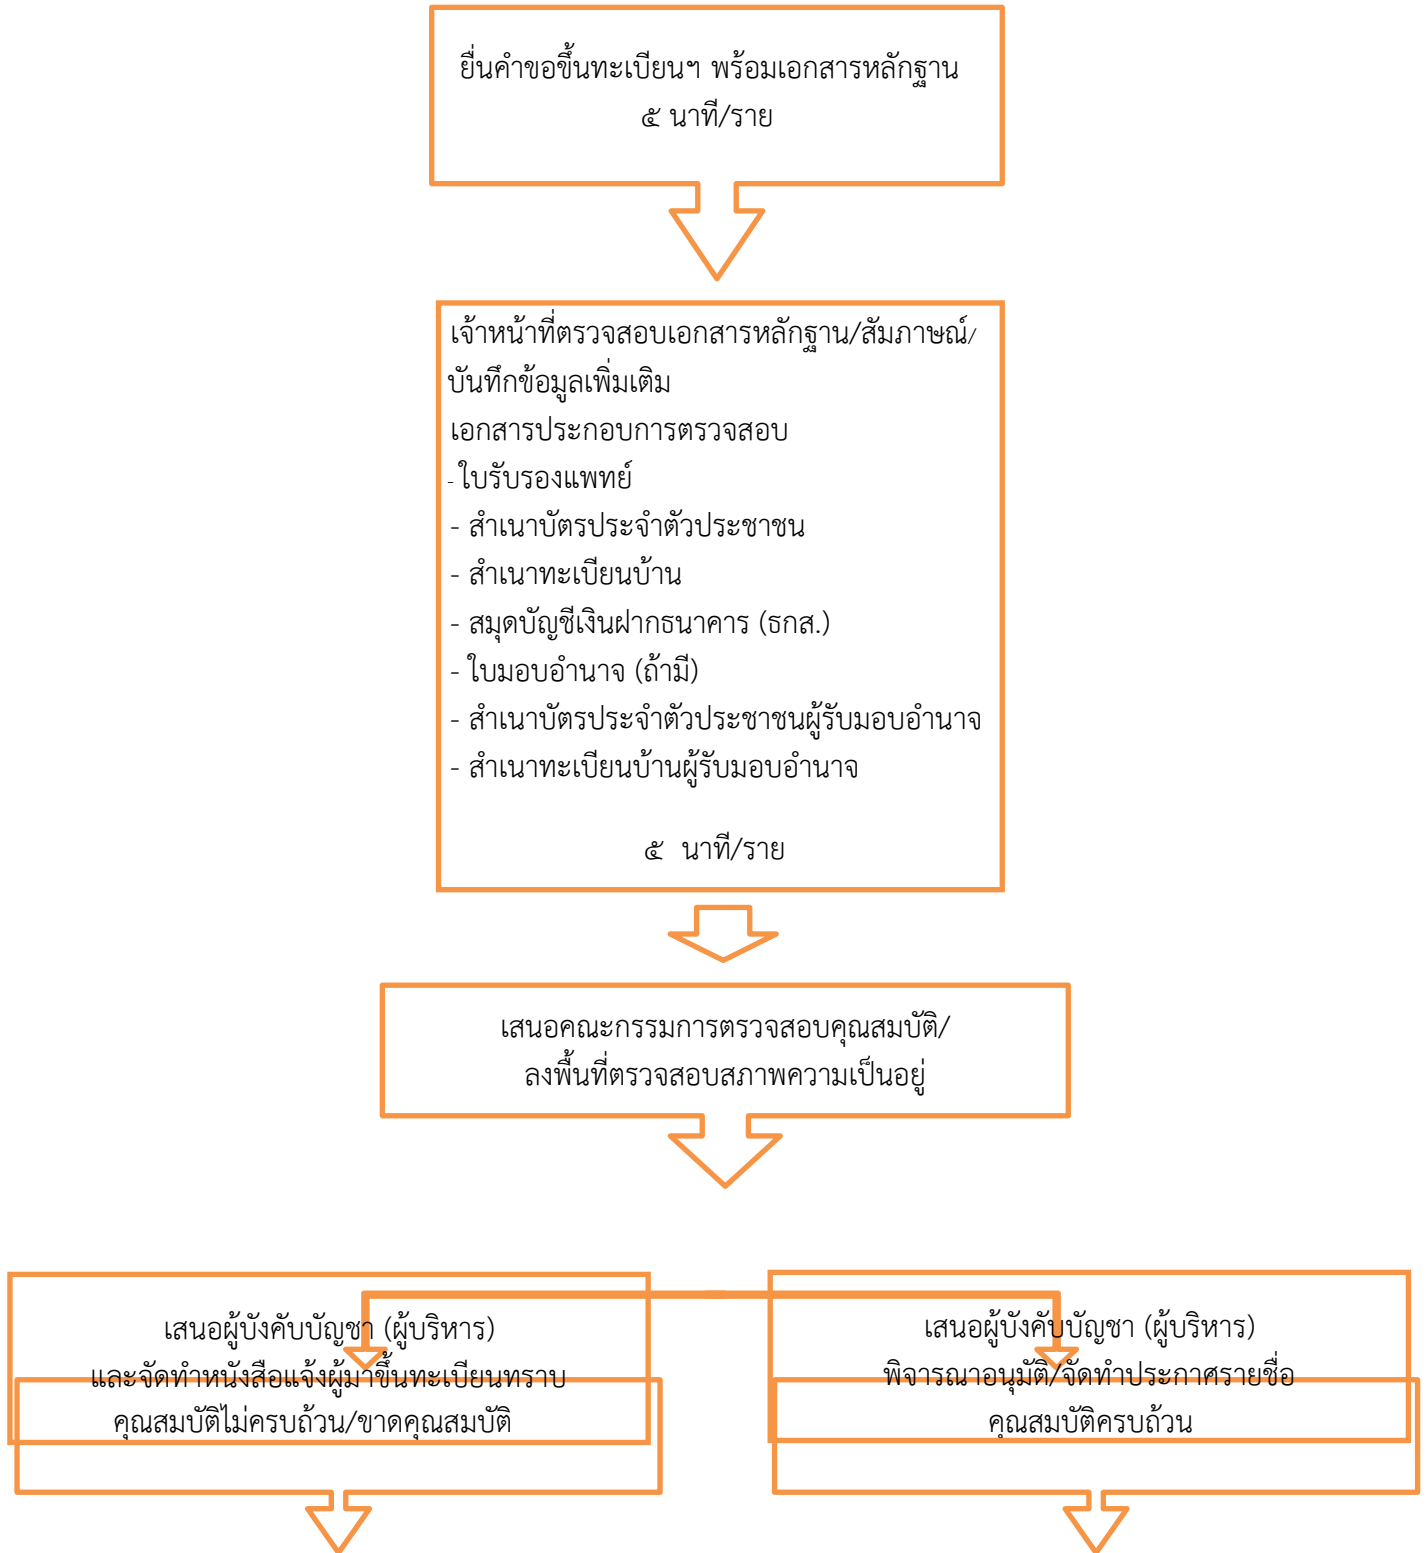 ยื่นคำขอขึ้นทะเบียนฯ พร้อมเอกสารหลักฐาน
๕ นาที/ราย
เจ้าหน้าที่ตรวจสอบเอกสารหลักฐาน/สัมภาษณ์/
บันทึกข้อมูลเพิ่มเติม
เอกสารประกอบการตรวจสอบ
- ใบรับรองแพทย์
- สำเนาบัตรประจำตัวประชาชน
- สำเนาทะเบียนบ้าน
- สมุดบัญชีเงินฝากธนาคาร (ธกส.)
- ใบมอบอำนาจ (ถ้ามี)
- สำเนาบัตรประจำตัวประชาชนผู้รับมอบอำนาจ
- สำเนาทะเบียนบ้านผู้รับมอบอำนาจ
๕ นาที/ราย
เสนอคณะกรรมการตรวจสอบคุณสมบัติ/
ลงพื้นที่ตรวจสอบสภาพความเป็นอยู่
เสนอผู้บังคับบัญชา (ผู้บริหาร)
และจัดทำหนังสือแจ้งผู้มาขึ้นทะเบียนทราบ
คุณสมบัติไม่ครบถ้วน/ขาดคุณสมบัติ
เสนอผู้บังคับบัญชา (ผู้บริหาร)
พิจารณาอนุมัติ/จัดทำประกาศรายชื่อ
คุณสมบัติครบถ้วน